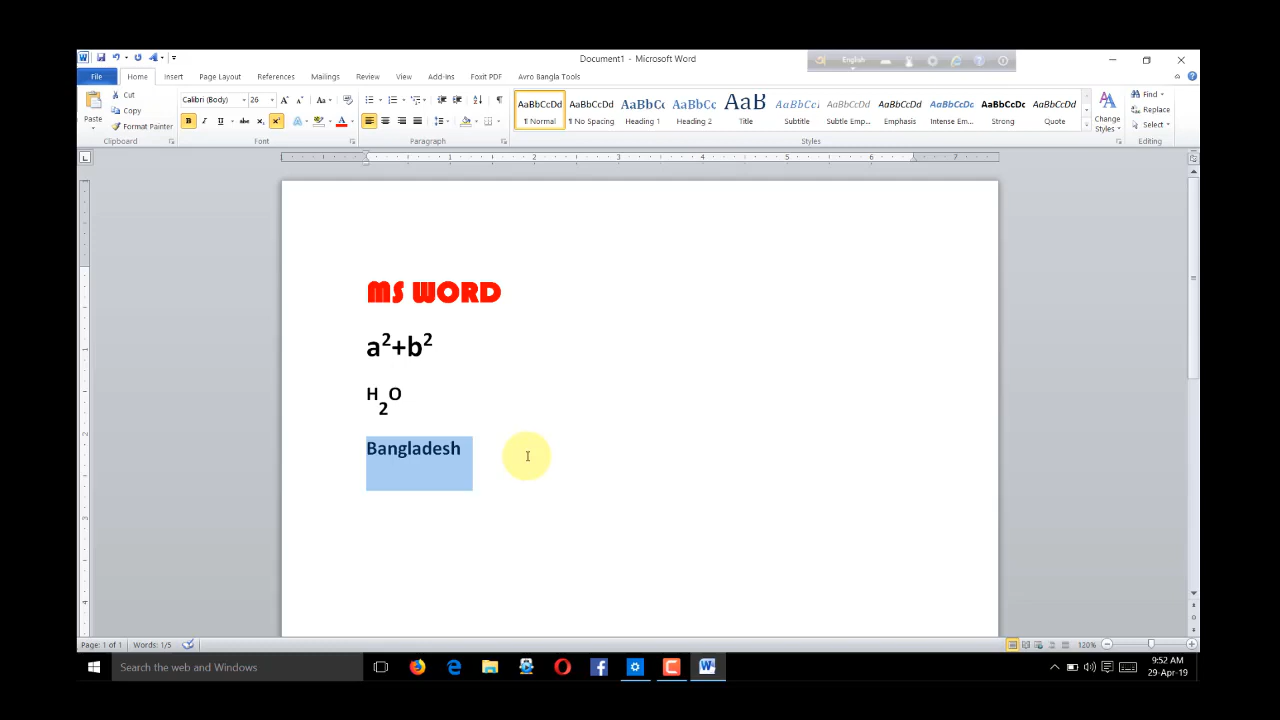 Document1 - Microsoft Word
English
File Home Insert Page Layout References Mailings Review View Add-Ins Foxit PDF Avro Bangla Tools
Paste
Cut
Copy
Format Painter
Clipboard
Calibri (Body) 26
Font
Paragraph
AaBbCcDd AaBbCcDd AaBbCc AaBbCc AaB AaBbCcDd AaBbCcDd AaBbCcDd AaBbCcDd AaBbCcDc AaBbCcDd
¶ Normal ¶ No Spacing Heading 1 Heading 2 Title Subtitle Subtle Emp... Emphasis Intense Em... Strong Quote
Change Styles
Styles
Find
Replace
Select
Editing
MS WORD
a²+b²
H₂O
Bangladesh
Page: 1 of 1 Words: 1/5
120%
Search the web and Windows
9:52 AM
29-Apr-19